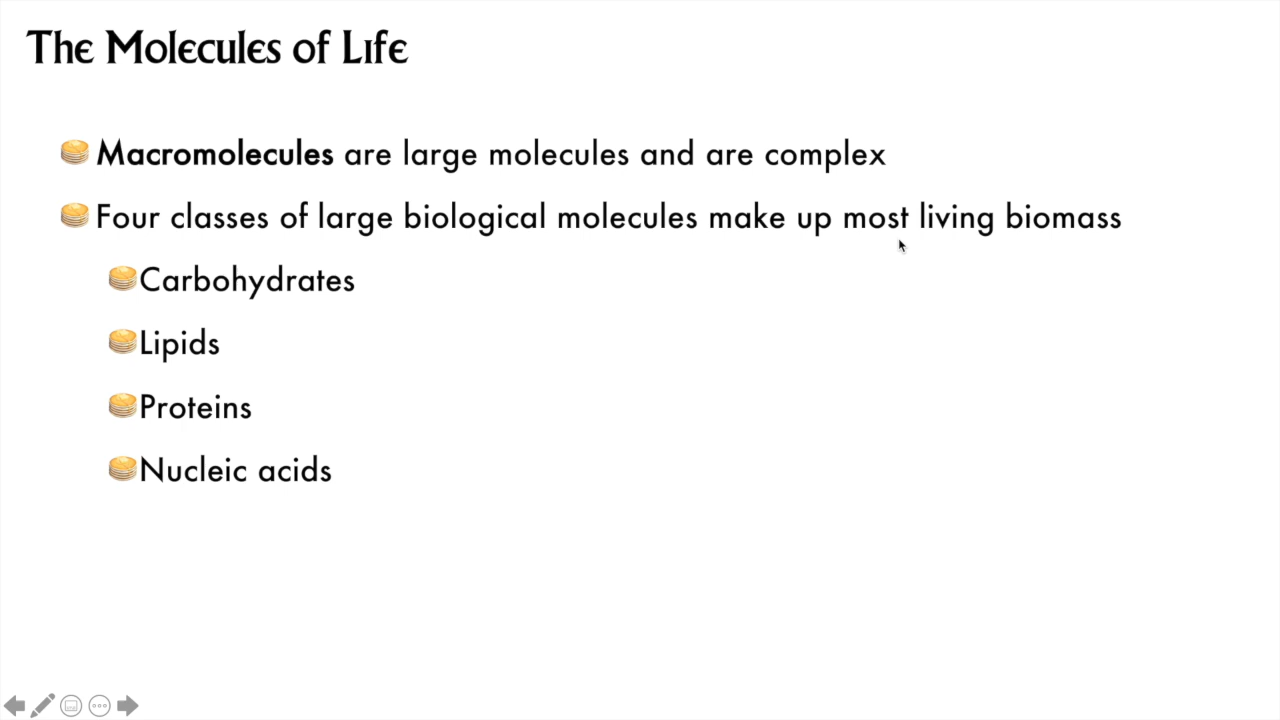 The Molecules of Life
Macromolecules are large molecules and are complex
Four classes of large biological molecules make up most living biomass
Carbohydrates
Lipids
Proteins
Nucleic acids